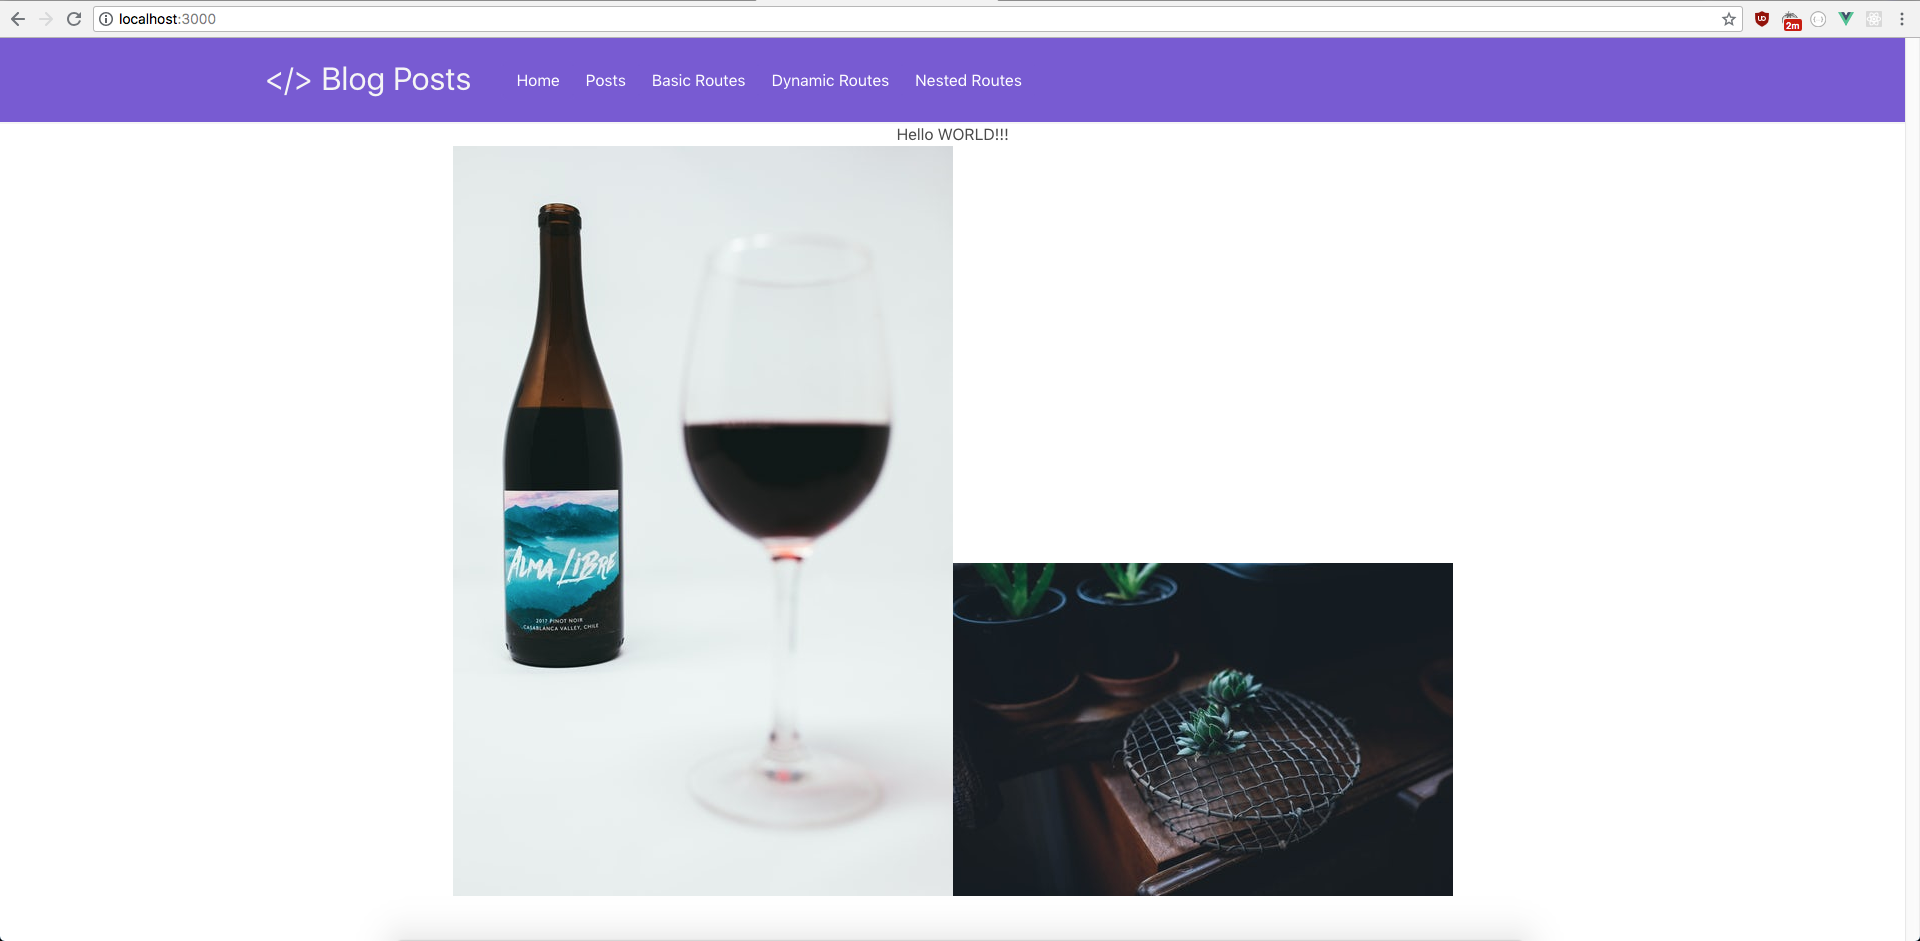 localhost:3000
2m
</> Blog Posts
Home Posts Basic Routes Dynamic Routes Nested Routes
Hello WORLD!!!
ALMA LIBRE
2017 PINOT NOIR
CASABLANCA VALLEY, CHILE